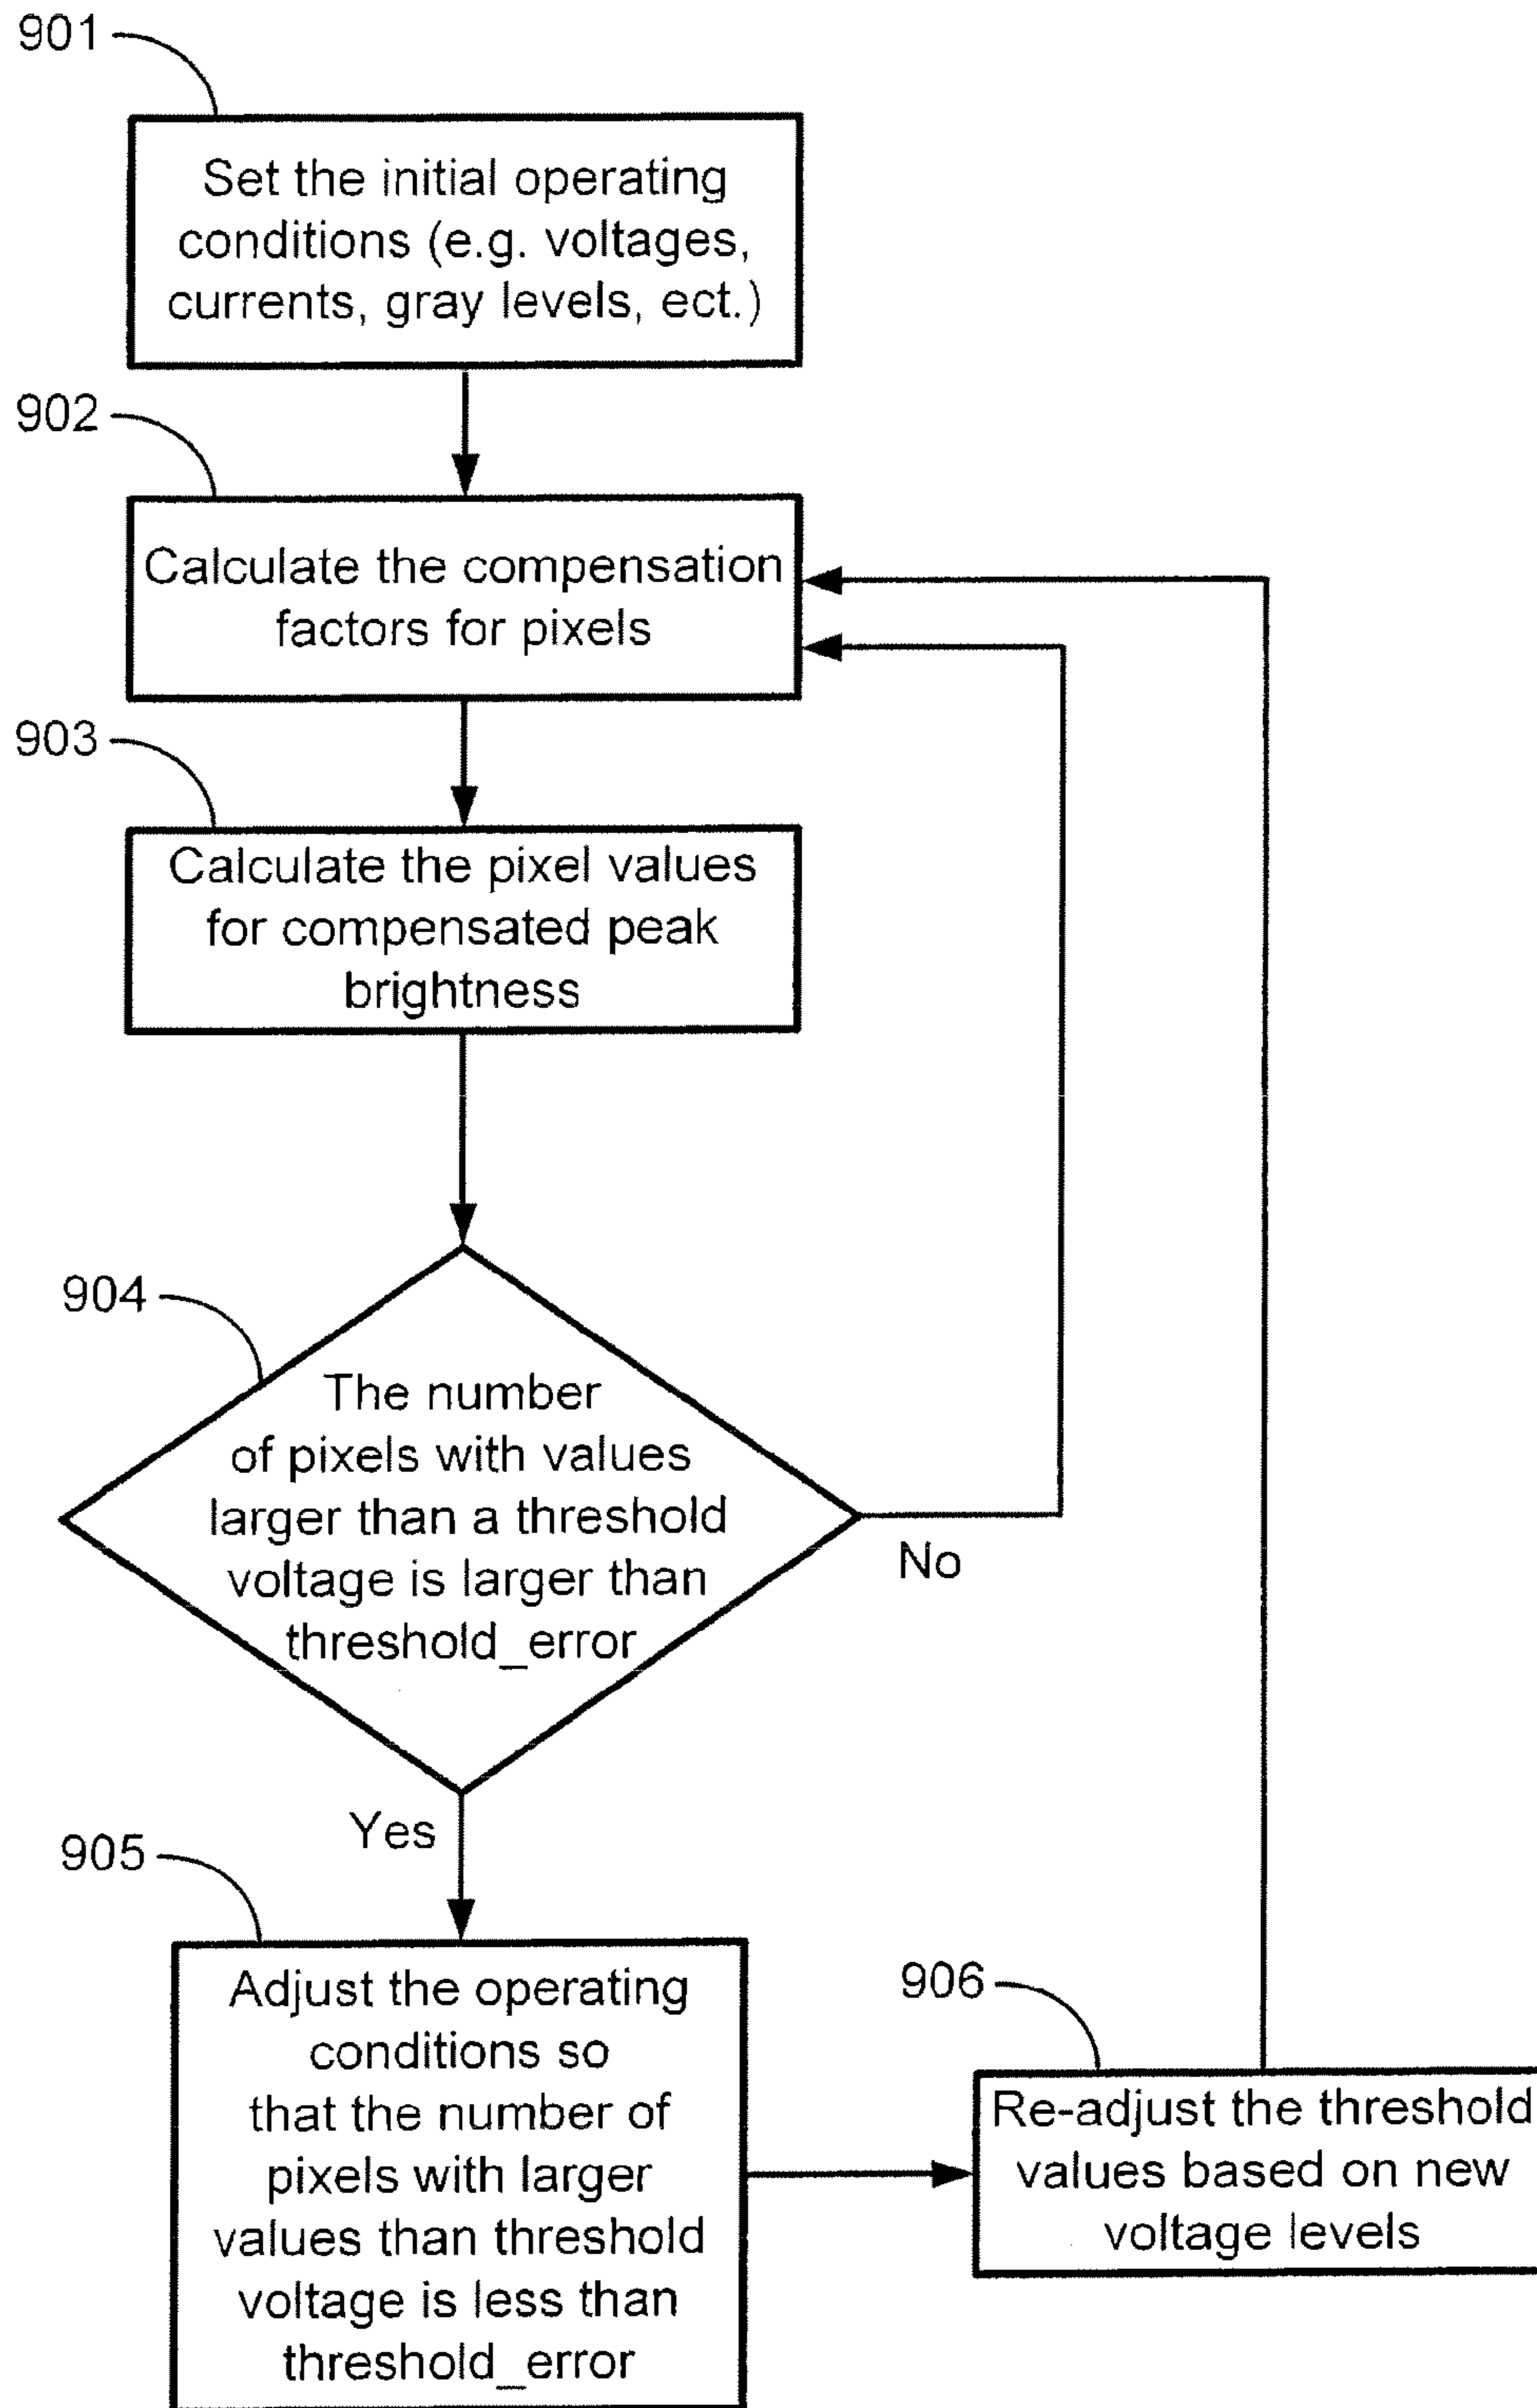 901
Set the initial operating
conditions (e.g. voltages,
currents, gray levels, ect.)
902
Calculate the compensation
factors for pixels
903
Calculate the pixel values
for compensated peak
brightness
904
The number
of pixels with values
larger than a threshold
voltage is larger than
threshold_error
No
Yes
905
Adjust the operating
conditions so
that the number of
pixels with larger
values than threshold
voltage is less than
threshold_error
906
Re-adjust the threshold
values based on new
voltage levels